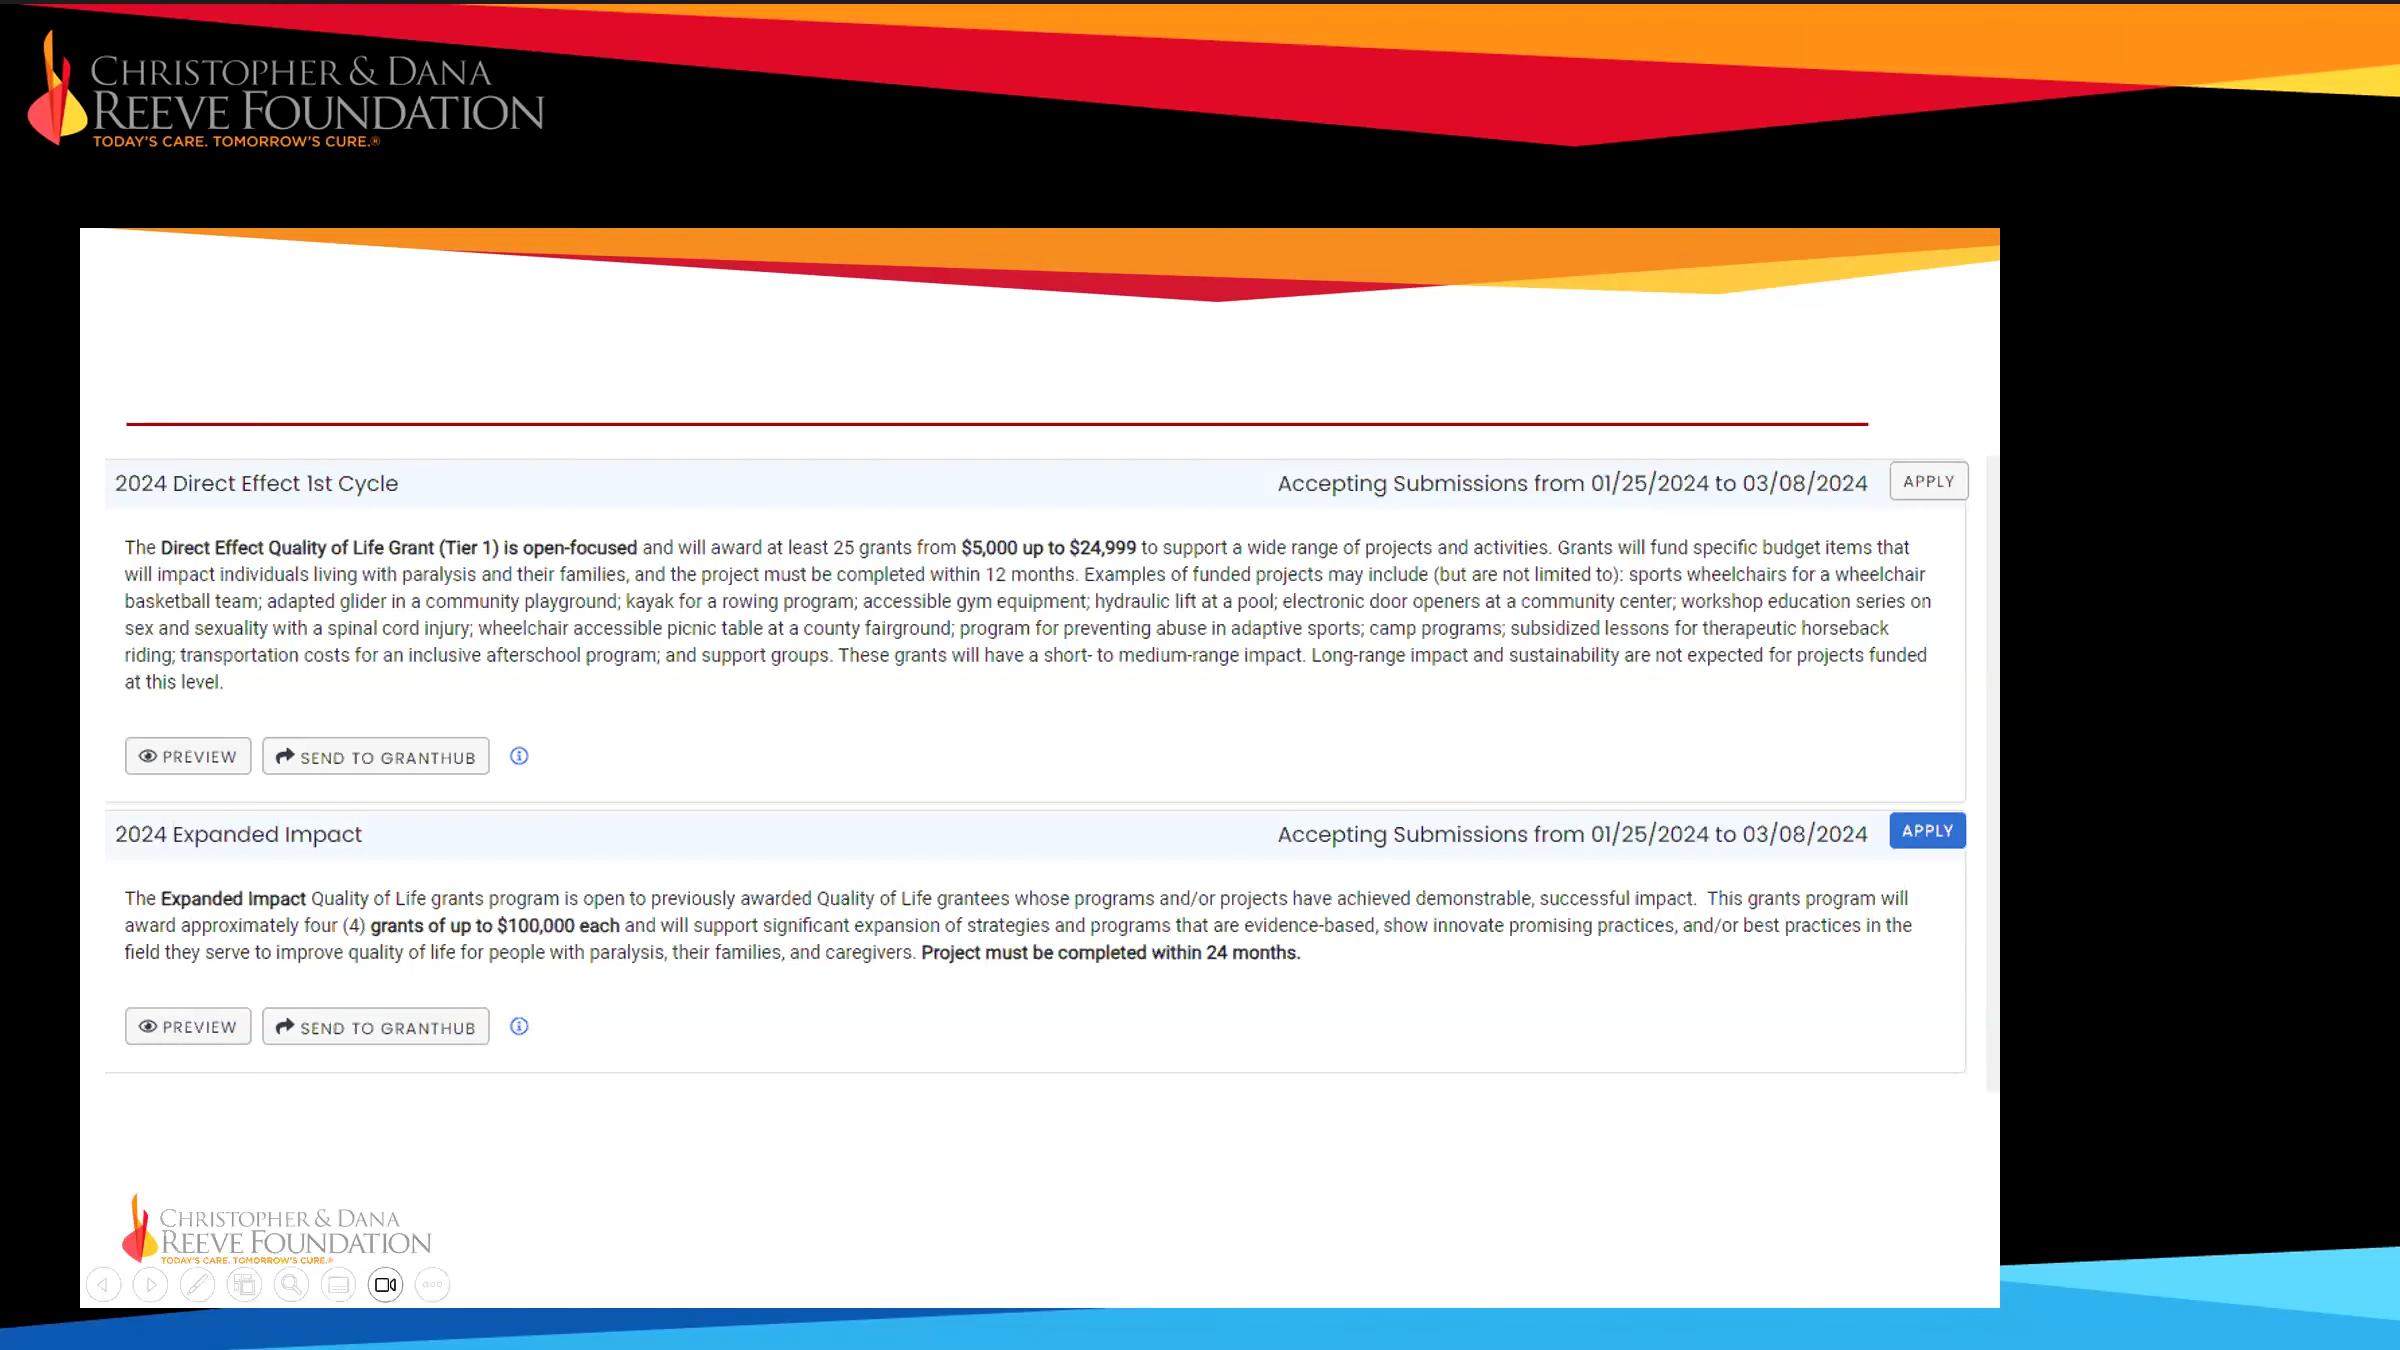 CHRISTOPHER & DANA
REEVE FOUNDATION
TODAY'S CARE. TOMORROW'S CURE.®
2024 Direct Effect 1st Cycle
Accepting Submissions from 01/25/2024 to 03/08/2024
APPLY
The Direct Effect Quality of Life Grant (Tier 1) is open-focused and will award at least 25 grants from $5,000 up to $24,999 to support a wide range of projects and activities. Grants will fund specific budget items that
will impact individuals living with paralysis and their families, and the project must be completed within 12 months. Examples of funded projects may include (but are not limited to): sports wheelchairs for a wheelchair
basketball team; adapted glider in a community playground; kayak for a rowing program; accessible gym equipment; hydraulic lift at a pool; electronic door openers at a community center; workshop education series on
sex and sexuality with a spinal cord injury; wheelchair accessible picnic table at a county fairground; program for preventing abuse in adaptive sports; camp programs; subsidized lessons for therapeutic horseback
riding; transportation costs for an inclusive afterschool program; and support groups. These grants will have a short- to medium-range impact. Long-range impact and sustainability are not expected for projects funded
at this level.
PREVIEW
SEND TO GRANTHUB
2024 Expanded Impact
Accepting Submissions from 01/25/2024 to 03/08/2024
APPLY
The Expanded Impact Quality of Life grants program is open to previously awarded Quality of Life grantees whose programs and/or projects have achieved demonstrable, successful impact. This grants program will
award approximately four (4) grants of up to $100,000 each and will support significant expansion of strategies and programs that are evidence-based, show innovate promising practices, and/or best practices in the
field they serve to improve quality of life for people with paralysis, their families, and caregivers. Project must be completed within 24 months.
PREVIEW
SEND TO GRANTHUB
CHRISTOPHER & DANA
REEVE FOUNDATION
TODAY'S CARE. TOMORROW'S CURE.®